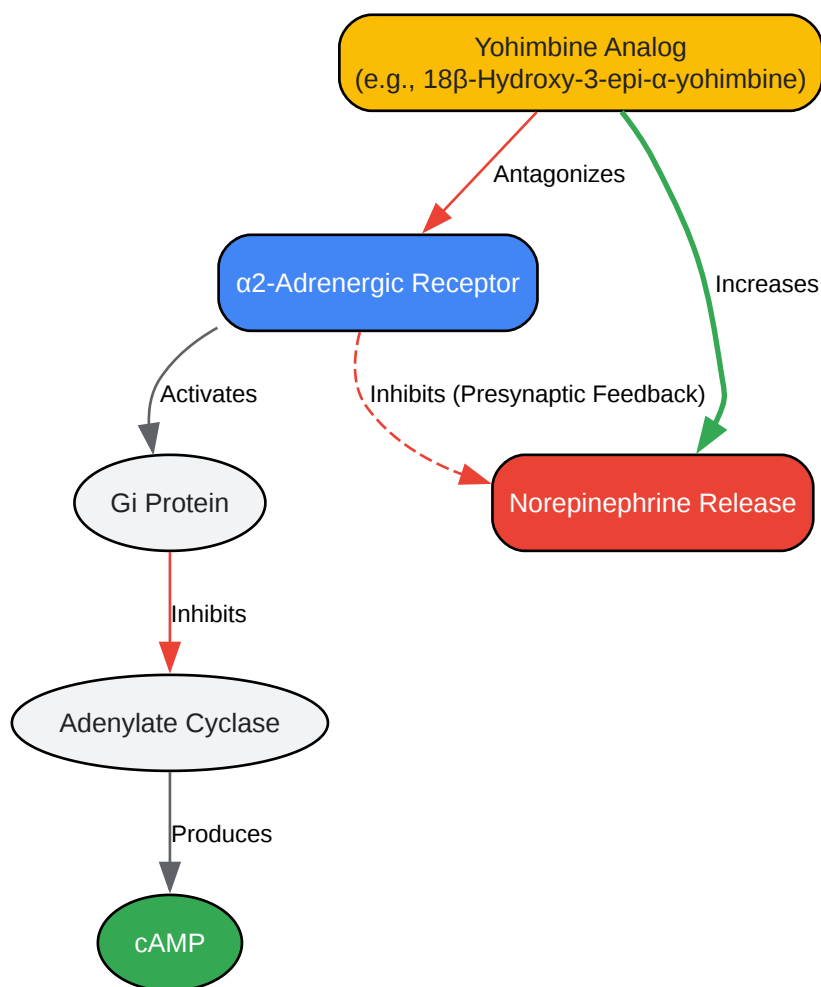 Yohimbine Analog
(e.g., 18β-Hydroxy-3-epi-α-yohimbine)
Antagonizes
α2-Adrenergic Receptor
Increases
Activates
Inhibits (Presynaptic Feedback)
Gi Protein
Norepinephrine Release
Inhibits
Adenylate Cyclase
Produces
cAMP